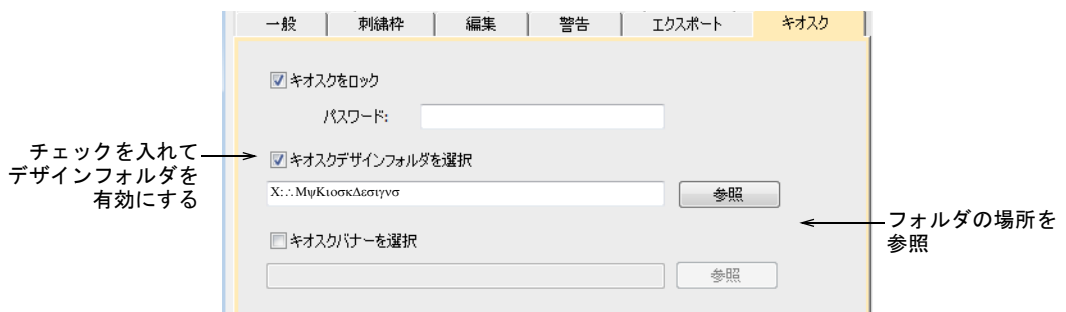 一般 刺繍枠 編集 警告 エクスポート キオスク
キオスクをロック
パスワード:
チェックを入れて
デザインフォルダを
有効にする
キオスクデザインフォルダを選択
Χ:∴ΜψΚιοσκΔεσιγνσ 参照
フォルダの場所を
参照
キオスクバナーを選択
参照